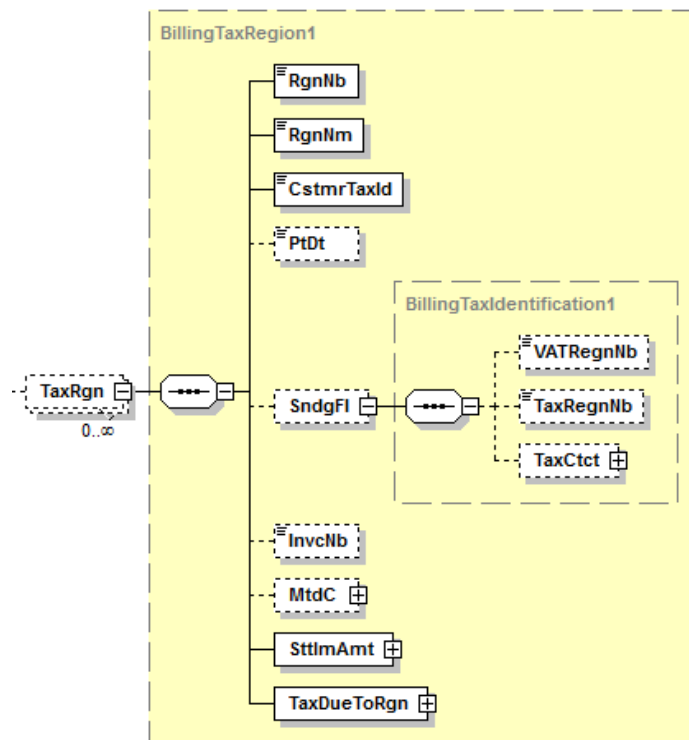 BillingTaxRegion1
RgnNb
RgnNm
CstmrTaxId
PtDt
BillingTaxIdentification1
VATRegnNb
TaxRgn
0..∞
SndgFI
TaxRegnNb
TaxCtct
InvcNb
MtdC
SttlmAmt
TaxDueToRgn